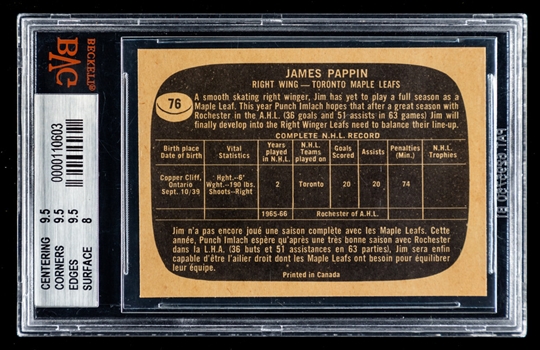 BECKETT
BVG
0000110603
CENTERING 9.5
CORNERS 9.5
EDGES 9.5
SURFACE 8
76
JAMES PAPPIN
RIGHT WING — TORONTO MAPLE LEAFS
A smooth skating right winger, Jim has yet to play a full season as a
Maple Leaf. This year Punch Imlach hopes that after a great season with
Rochester in the A.H.L. (36 goals and 51 assists in 63 games) Jim will
finally develop into the Right Winger Leafs need to balance their line-up.
COMPLETE N.H.L. RECORD
Birth place Date of birth | Vital Statistics | Years played in N.H.L. | N.H.L. Teams played on | Goals Scored | Assists | Penalties (Min.) | N.H.L. Trophies
Copper Cliff, Ontario Sept. 10/39 | Hght.—6' Wght.—190 lbs. Shoots—Right | 2 | Toronto | 20 | 20 | 74
1965-66 Rochester of A.H.L.
Jim n'a pas encore joué une saison complète avec les Maple Leafs. Cette
année, Punch Imlach espère qu'après une très bonne saison avec Rochester
dans la L.H.A. (36 buts et 51 assistances en 63 parties), Jim sera enfin
capable d'être l'ailier droit dont les Maple Leafs ont besoin pour équilibrer
leur équipe.
Printed in Canada